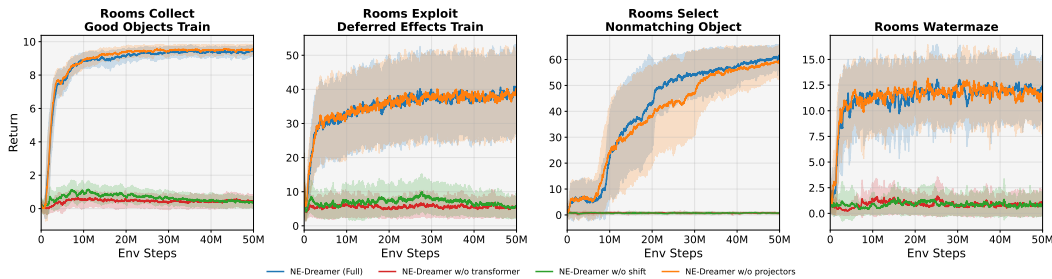 Rooms Collect
Good Objects Train
Rooms Exploit
Deferred Effects Train
Rooms Select
Nonmatching Object
Rooms Watermaze
Return
10
8
6
4
2
0
0 10M 20M 30M 40M 50M
Env Steps
50
40
30
20
10
0
0 10M 20M 30M 40M 50M
Env Steps
60
50
40
30
20
10
0
0 10M 20M 30M 40M 50M
Env Steps
15.0
12.5
10.0
7.5
5.0
2.5
0.0
0 10M 20M 30M 40M 50M
Env Steps
NE-Dreamer (Full) NE-Dreamer w/o transformer NE-Dreamer w/o shift NE-Dreamer w/o projectors